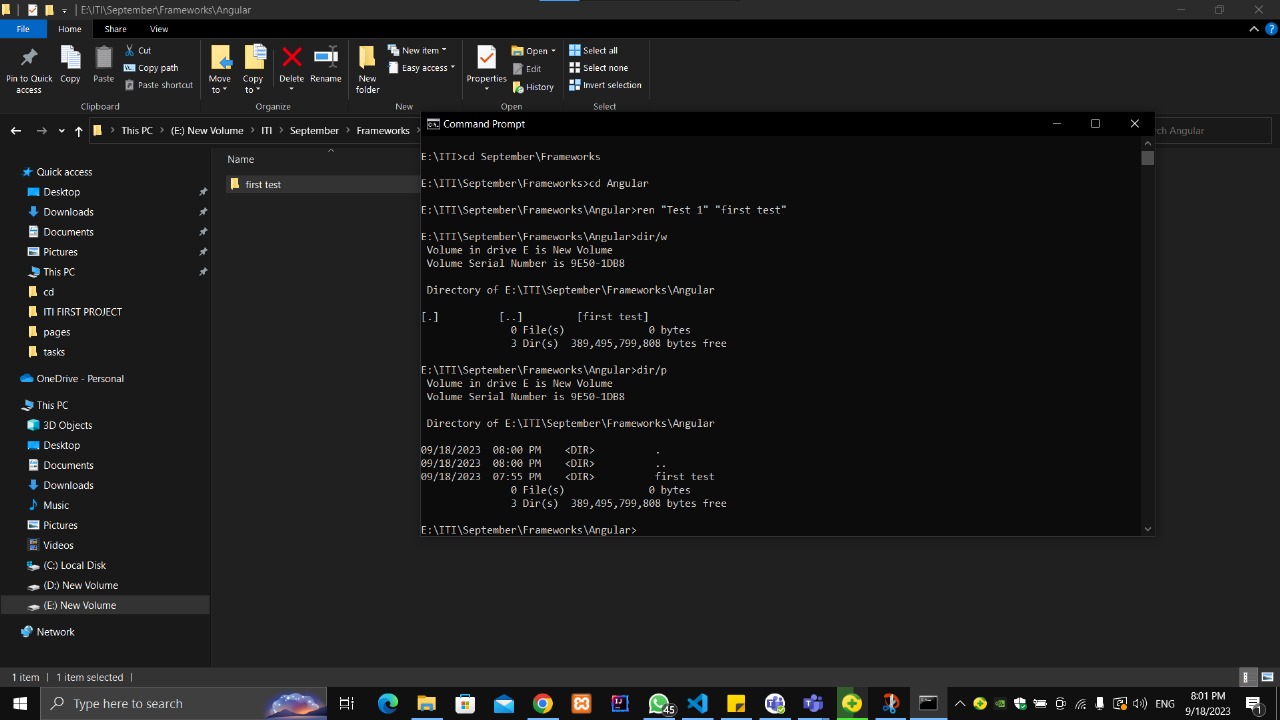 E:\ITI\September\Frameworks\Angular
File Home Share View
Pin to Quick access
Copy
Paste
Cut
Copy path
Paste shortcut
Move to
Copy to
Delete
Rename
New folder
New item
Easy access
Properties
Open
Edit
History
Select all
Select none
Invert selection
Clipboard Organize New Open Select
This PC > (E:) New Volume > ITI > September > Frameworks
rch Angular
Quick access
Desktop
Downloads
Documents
Pictures
This PC
cd
ITI FIRST PROJECT
pages
tasks
OneDrive - Personal
This PC
3D Objects
Desktop
Documents
Downloads
Music
Pictures
Videos
(C:) Local Disk
(D:) New Volume
(E:) New Volume
Network
Name
first test
Command Prompt
E:\ITI>cd September\Frameworks
E:\ITI\September\Frameworks>cd Angular
E:\ITI\September\Frameworks\Angular>ren "Test 1" "first test"
E:\ITI\September\Frameworks\Angular>dir/w
Volume in drive E is New Volume
Volume Serial Number is 9E50-1DB8
Directory of E:\ITI\September\Frameworks\Angular
[.] [..] [first test]
0 File(s) 0 bytes
3 Dir(s) 389,495,799,808 bytes free
E:\ITI\September\Frameworks\Angular>dir/p
Volume in drive E is New Volume
Volume Serial Number is 9E50-1DB8
Directory of E:\ITI\September\Frameworks\Angular
09/18/2023 08:00 PM <DIR> .
09/18/2023 08:00 PM <DIR> ..
09/18/2023 07:55 PM <DIR> first test
0 File(s) 0 bytes
3 Dir(s) 389,495,799,808 bytes free
E:\ITI\September\Frameworks\Angular>
1 item 1 item selected
Type here to search
45
ENG
8:01 PM
9/18/2023
1